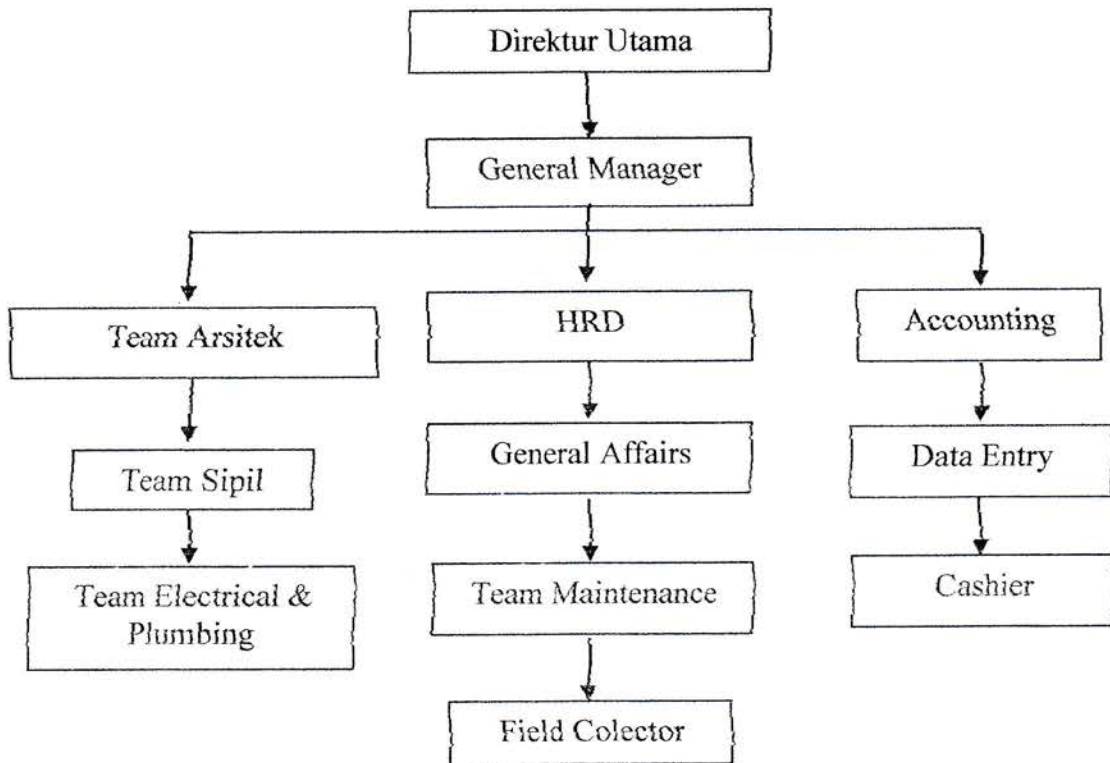 Direktur Utama
General Manager
Team Arsitek
HRD
Accounting
Team Sipil
General Affairs
Data Entry
Team Electrical &
Plumbing
Team Maintenance
Cashier
Field Colector